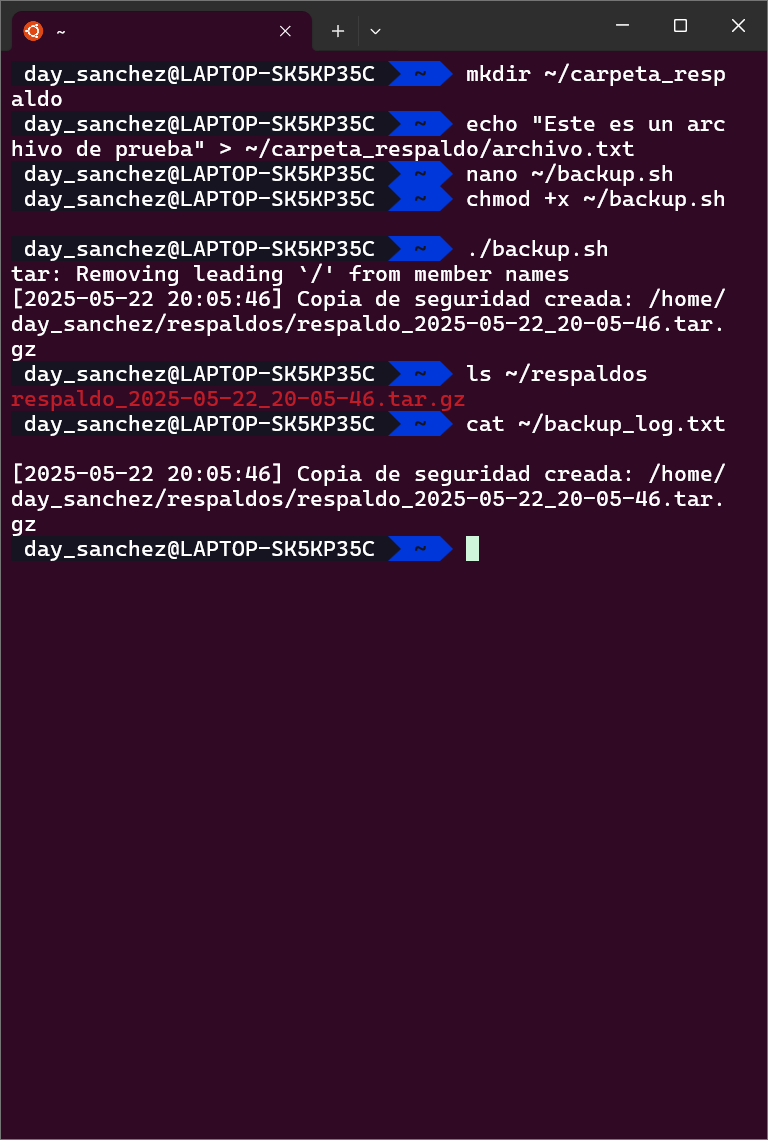 ~
day_sanchez@LAPTOP-SK5KP35C ~ mkdir ~/carpeta_resp
aldo
day_sanchez@LAPTOP-SK5KP35C ~ echo "Este es un arc
hivo de prueba" > ~/carpeta_respaldo/archivo.txt
day_sanchez@LAPTOP-SK5KP35C ~ nano ~/backup.sh
day_sanchez@LAPTOP-SK5KP35C ~ chmod +x ~/backup.sh
day_sanchez@LAPTOP-SK5KP35C ~ ./backup.sh
tar: Removing leading `/' from member names
[2025-05-22 20:05:46] Copia de seguridad creada: /home/
day_sanchez/respaldos/respaldo_2025-05-22_20-05-46.tar.
gz
day_sanchez@LAPTOP-SK5KP35C ~ ls ~/respaldos
respaldo_2025-05-22_20-05-46.tar.gz
day_sanchez@LAPTOP-SK5KP35C ~ cat ~/backup_log.txt
[2025-05-22 20:05:46] Copia de seguridad creada: /home/
day_sanchez/respaldos/respaldo_2025-05-22_20-05-46.tar.
gz
day_sanchez@LAPTOP-SK5KP35C ~